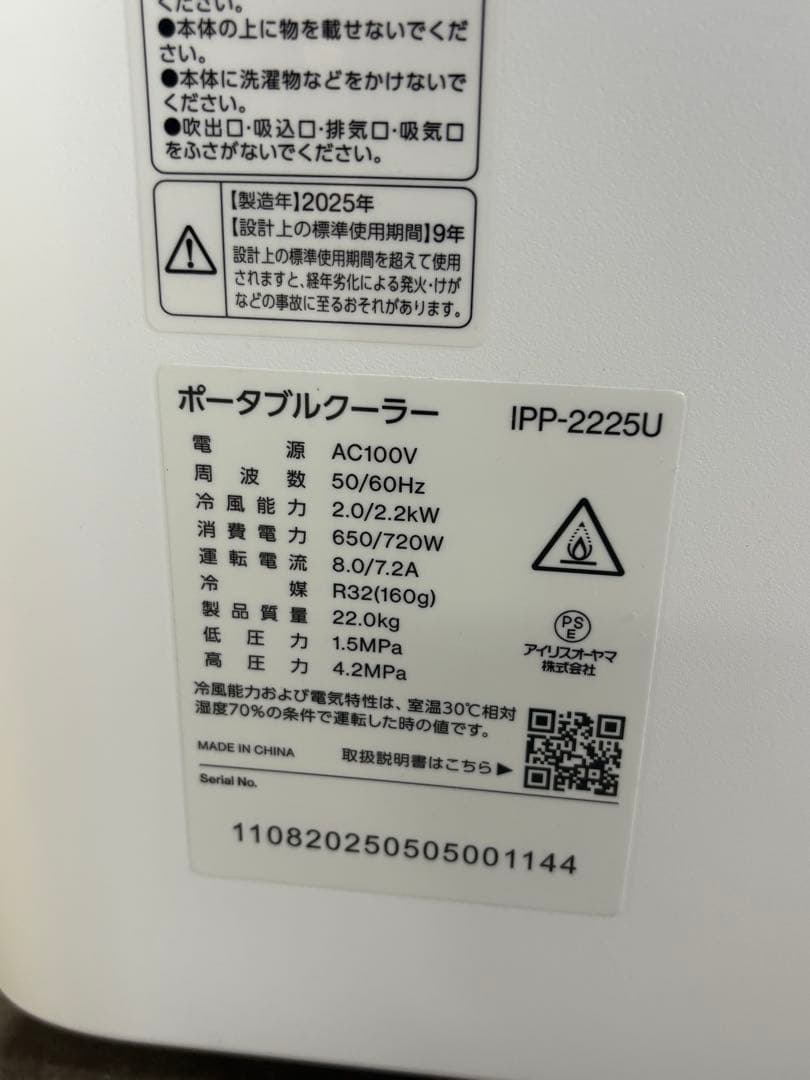 ください。
●本体の上に物を載せないでくだ
さい。
●本体に洗濯物などをかけないで
ください。
●吹出口・吸込口・排気口・吸気口
をふさがないでください。
【製造年】2025年
【設計上の標準使用期間】9年
設計上の標準使用期間を超えて使用
されますと、経年劣化による発火・けが
などの事故に至るおそれがあります。
ポータブルクーラー IPP-2225U
電源 AC100V
周波数 50/60Hz
冷風能力 2.0/2.2kW
消費電力 650/720W
運転電流 8.0/7.2A
冷媒 R32(160g)
製品質量 22.0kg
低圧力 1.5MPa
高圧力 4.2MPa
PS
E
アイリスオーヤマ
株式会社
冷風能力および電気特性は、室温30℃相対
湿度70%の条件で運転した時の値です。
MADE IN CHINA 取扱説明書はこちら▶
Serial No.
110820250505001144